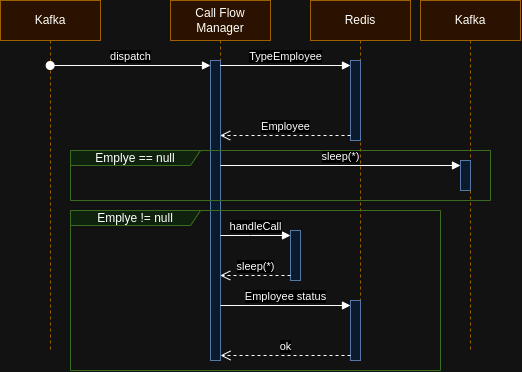 Kafka
Call Flow
Manager
Redis
Kafka
dispatch
TypeEmployee
Employee
Emplye == null
sleep(*)
Emplye != null
handleCall
sleep(*)
Employee status
ok